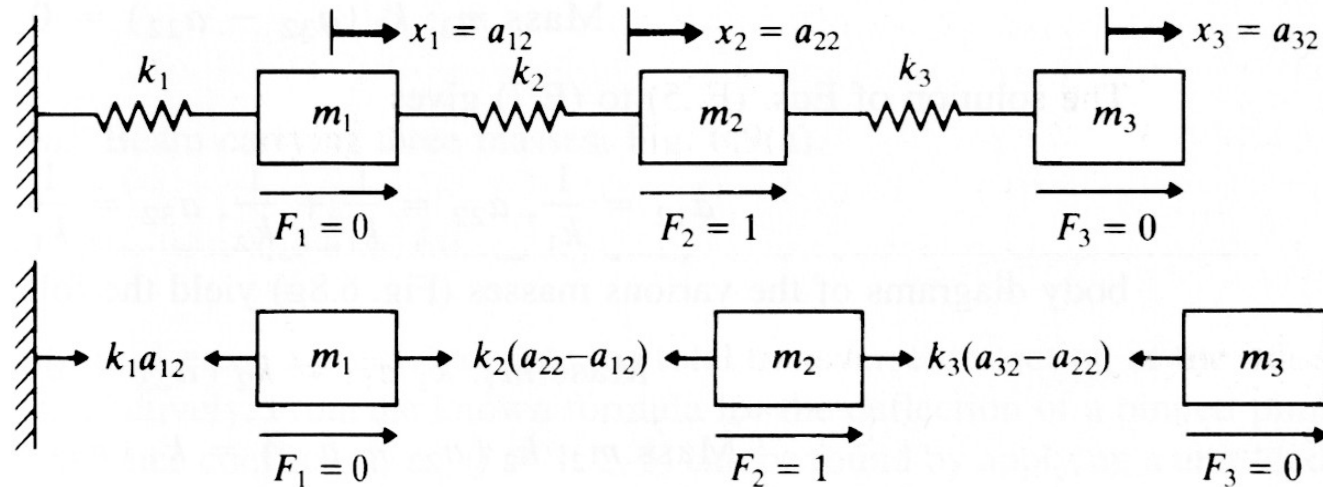 x₁ = a₁₂ x₂ = a₂₂ x₃ = a₃₂
k₁ k₂ k₃
m₁ m₂ m₃
F₁ = 0 F₂ = 1 F₃ = 0
k₁a₁₂ m₁ k₂(a₂₂−a₁₂) m₂ k₃(a₃₂−a₂₂) m₃
F₁ = 0 F₂ = 1 F₃ = 0